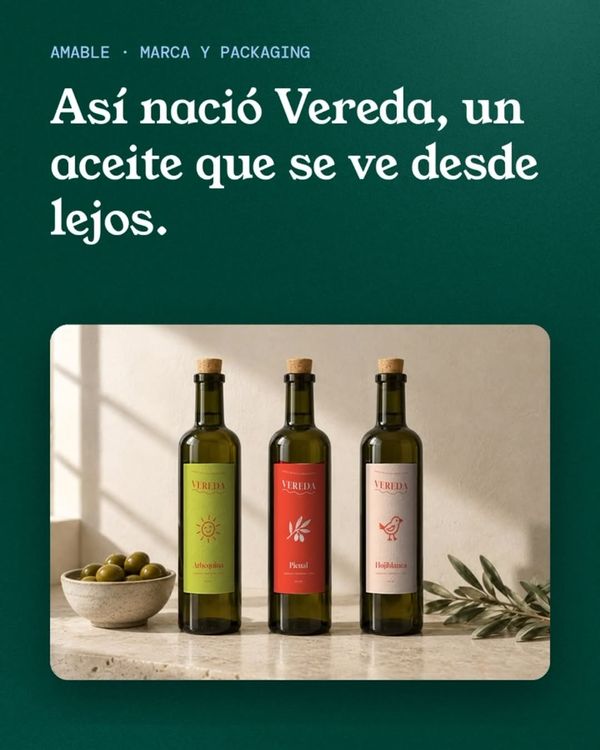 AMABLE · MARCA Y PACKAGING
Así nació Vereda, un
aceite que se ve desde
lejos.
VEREDA
Arbequina
VEREDA
Picual
VEREDA
Hojiblanca